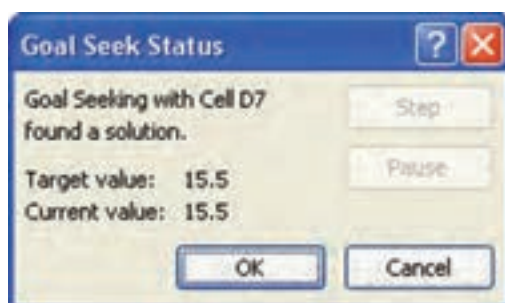 Goal Seek Status
?
X
Goal Seeking with Cell D7
found a solution.
Step
Pause
Target value: 15.5
Current value: 15.5
OK
Cancel